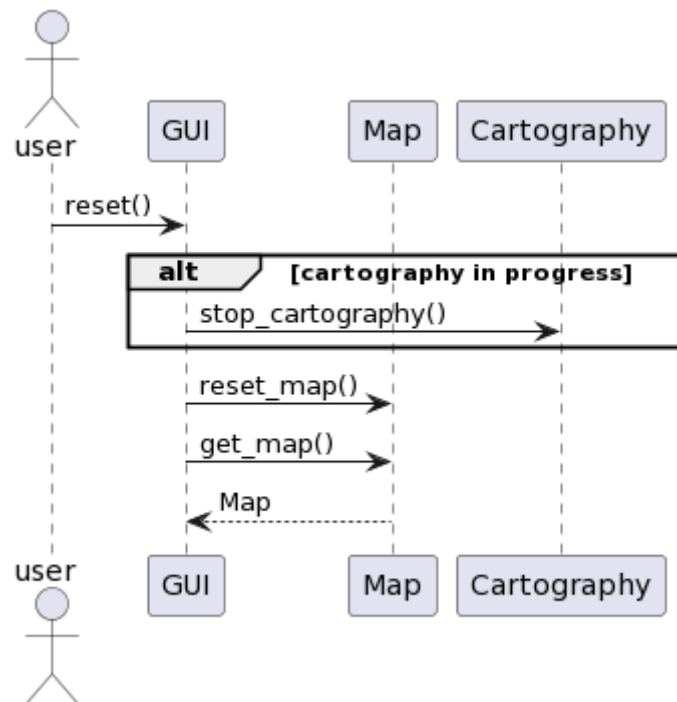 user
GUI
Map
Cartography
reset()
alt
[cartography in progress]
stop_cartography()
reset_map()
get_map()
Map
user
GUI
Map
Cartography